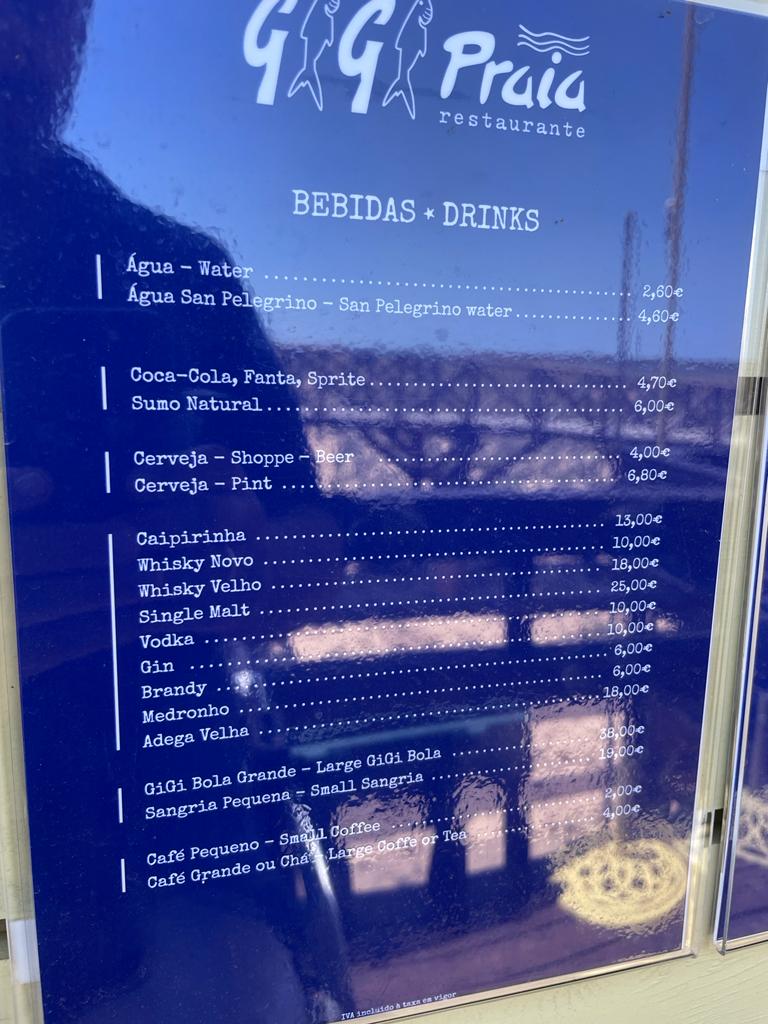 GiGi Praia
restaurante
BEBIDAS ★ DRINKS
Água – Water ................................................ 2,60€
Água San Pelegrino – San Pelegrino water ............... 4,60€
Coca-Cola, Fanta, Sprite ................................. 4,70€
Sumo Natural ............................................... 6,00€
Cerveja – Shoppe – Beer ................................. 4,00€
Cerveja – Pint ............................................. 6,80€
Caipirinha ................................................. 13,00€
Whisky Novo .............................................. 10,00€
Whisky Velho ............................................. 18,00€
Single Malt ................................................ 25,00€
Vodka ...................................................... 10,00€
Gin ......................................................... 10,00€
Brandy ..................................................... 6,00€
Medronho ................................................. 6,00€
Adega Velha .............................................. 18,00€
GiGi Bola Grande – Large GiGi Bola .................... 38,00€
Sangria Pequena – Small Sangria ....................... 19,00€
Café Pequeno – Small Coffee ............................ 2,00€
Café Grande ou Chá – Large Coffe or Tea .............. 4,00€
IVA incluido à taxa em vigor